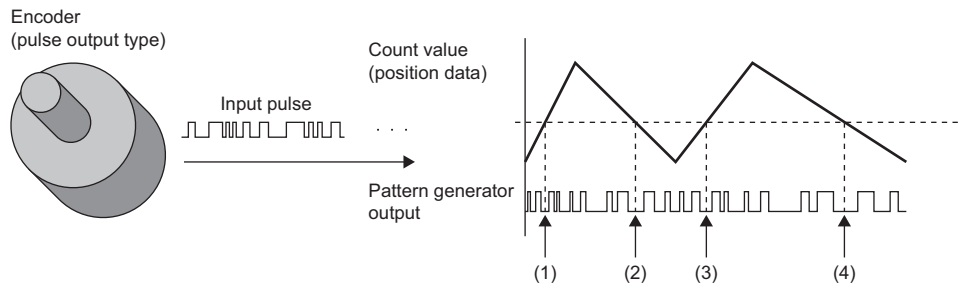 Encoder
(pulse output type)
Input pulse
. . .
Count value
(position data)
Pattern generator
output
(1)
(2)
(3)
(4)